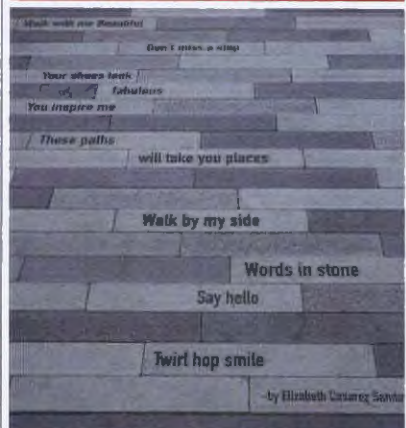 Walk with me Beautiful
Don't miss a step
Your shoes look
fabulous
You inspire me
These paths
will take you places
Walk by my side
Words in stone
Say hello
Twirl hop smile
-by Elizabeth